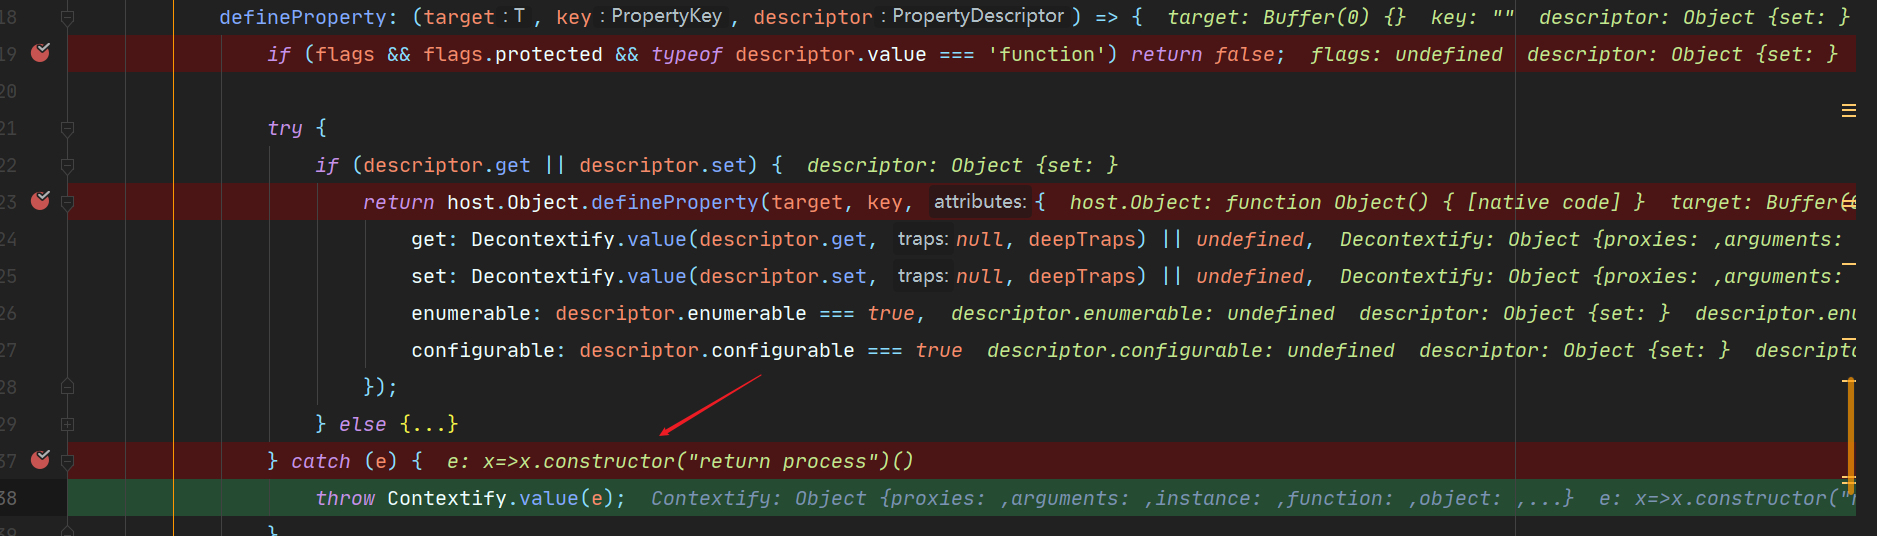 18 defineProperty: (target : T , key : PropertyKey , descriptor : PropertyDescriptor ) => { target: Buffer(0) {} key: "" descriptor: Object {set: }
19 if (flags && flags.protected && typeof descriptor.value === 'function') return false; flags: undefined descriptor: Object {set: }
20
21 try {
22 if (descriptor.get || descriptor.set) { descriptor: Object {set: }
23 return host.Object.defineProperty(target, key, attributes: { host.Object: function Object() { [native code] } target: Buffer(
24 get: Decontextify.value(descriptor.get, traps: null, deepTraps) || undefined, Decontextify: Object {proxies: ,arguments:
25 set: Decontextify.value(descriptor.set, traps: null, deepTraps) || undefined, Decontextify: Object {proxies: ,arguments:
26 enumerable: descriptor.enumerable === true, descriptor.enumerable: undefined descriptor: Object {set: } descriptor.enu
27 configurable: descriptor.configurable === true descriptor.configurable: undefined descriptor: Object {set: } descripto
28 });
29 } else {...}
37 } catch (e) { e: x=>x.constructor("return process")()
38 throw Contextify.value(e); Contextify: Object {proxies: ,arguments: ,instance: ,function: ,object: ,...} e: x=>x.constructor("r
39 }